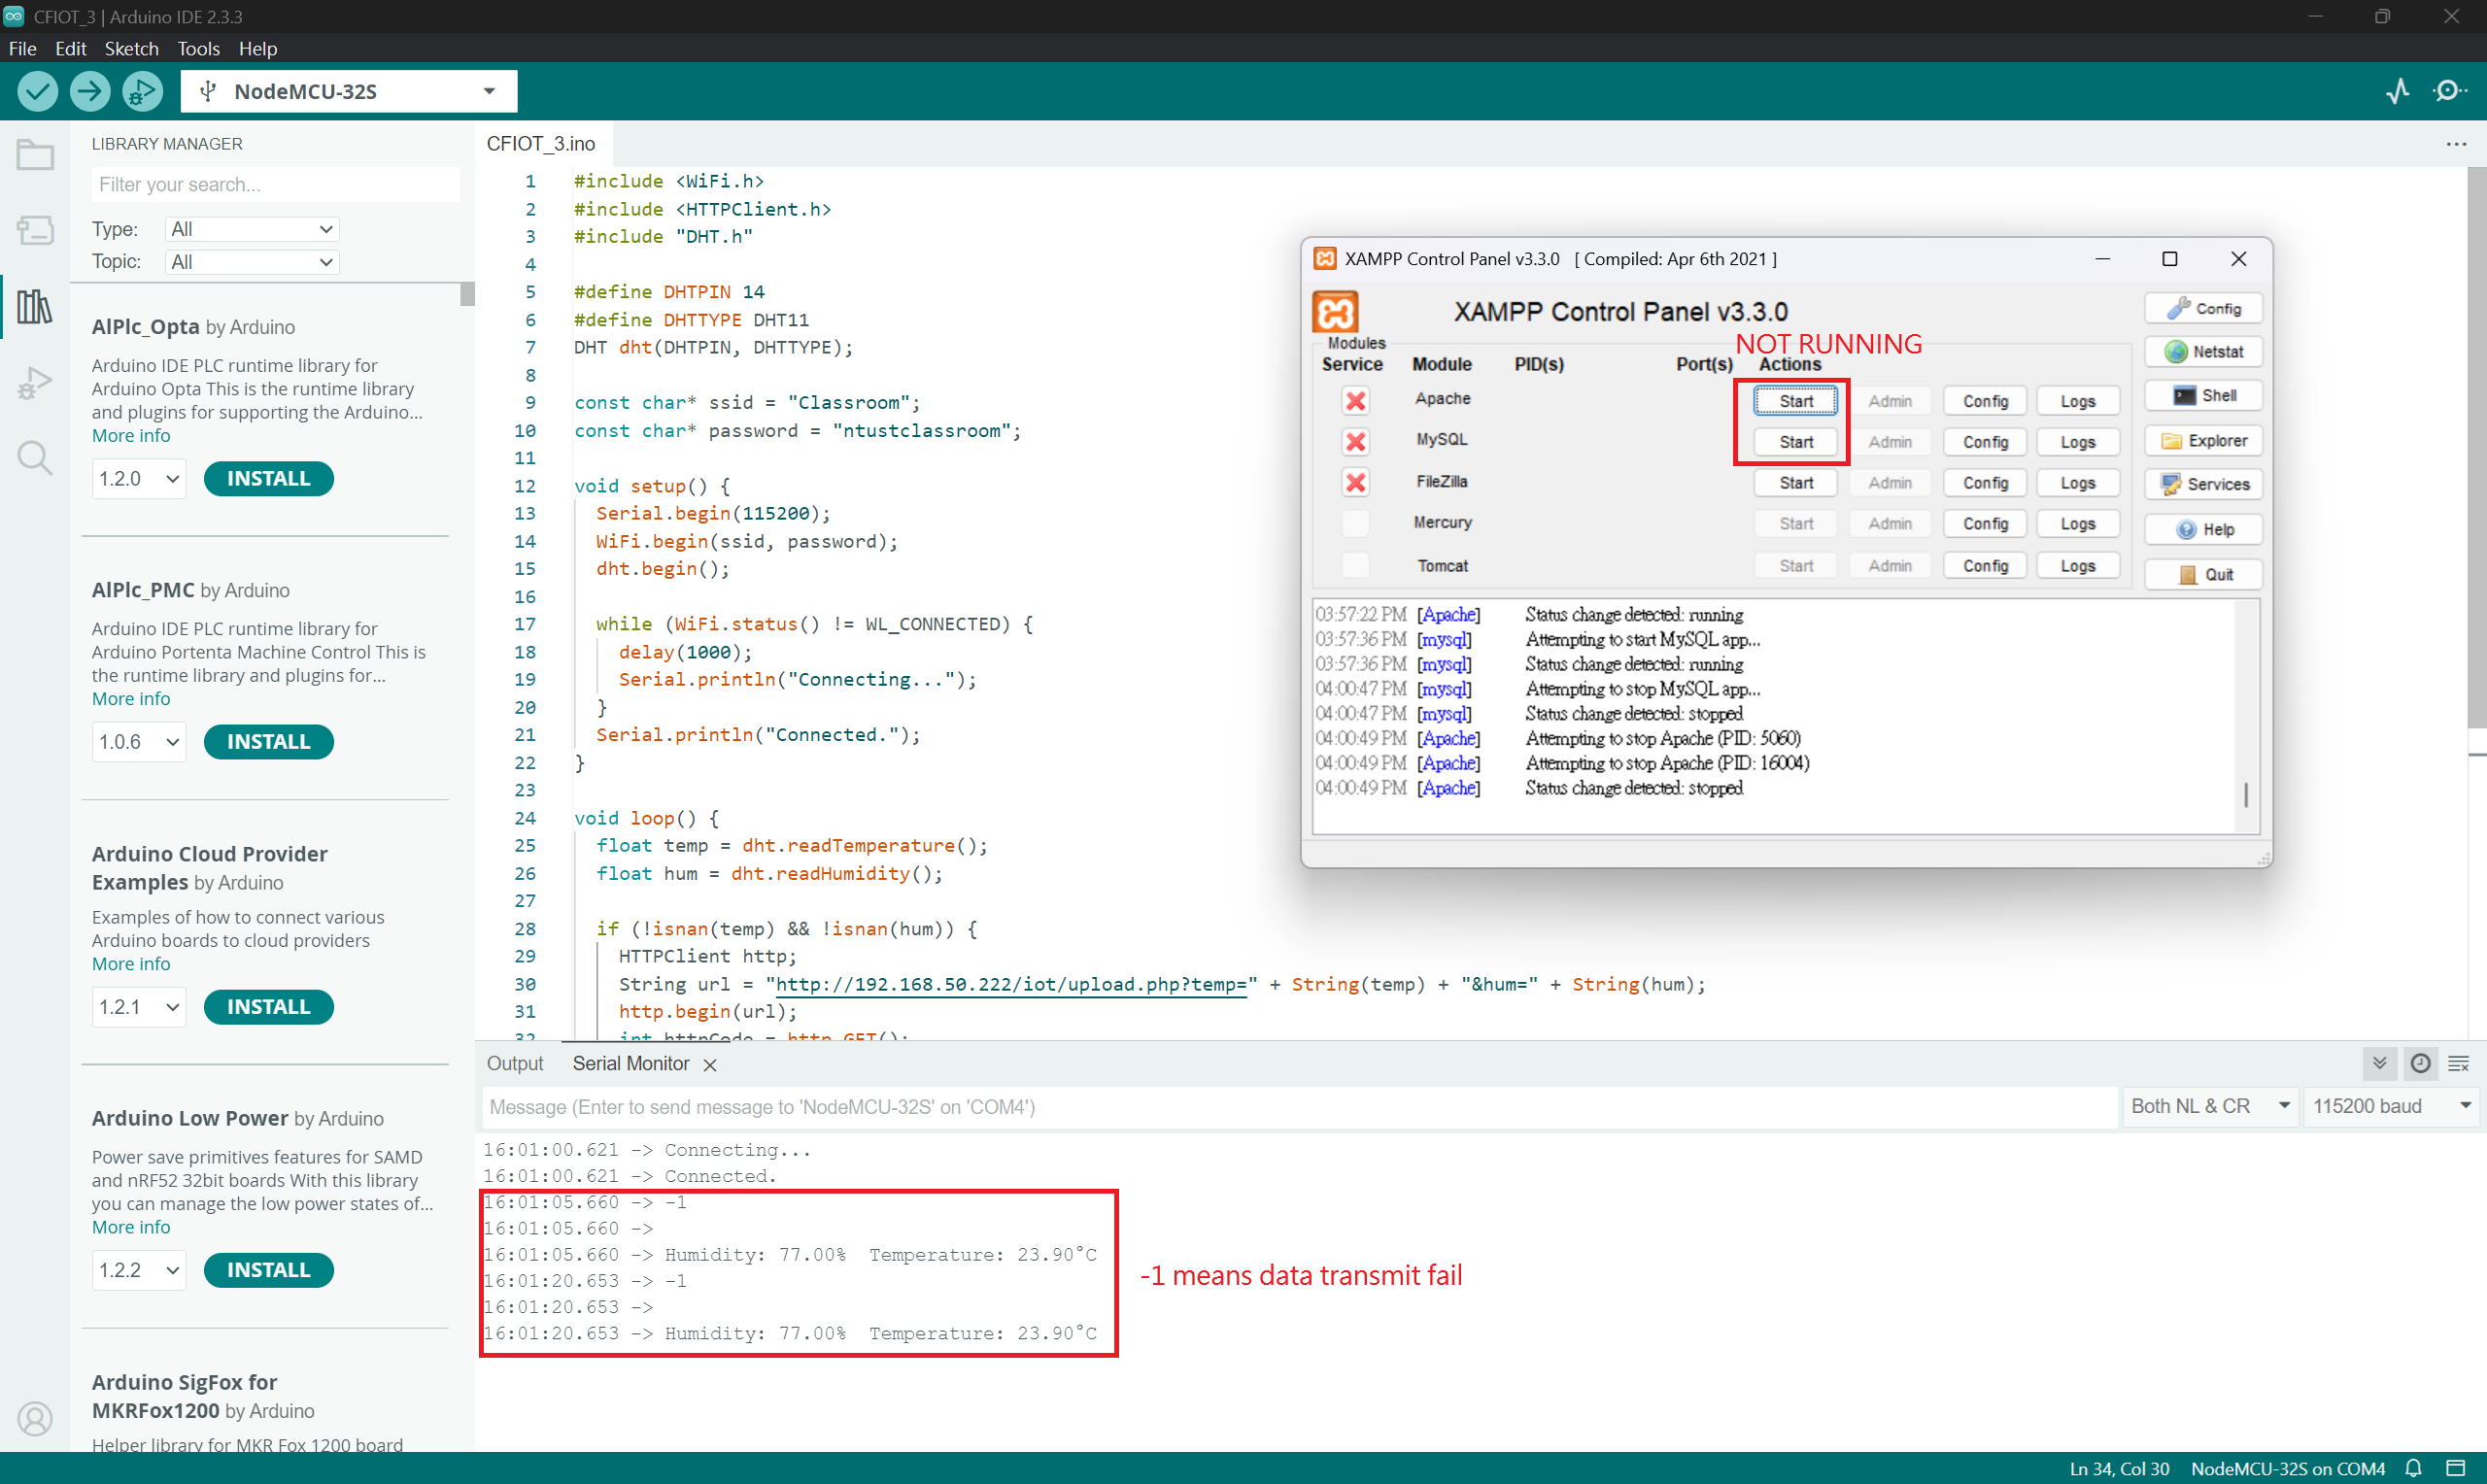 CFIOT_3 | Arduino IDE 2.3.3
File Edit Sketch Tools Help
NodeMCU-32S
LIBRARY MANAGER
Filter your search...
Type: All
Topic: All
AlPlc_Opta by Arduino
Arduino IDE PLC runtime library for
Arduino Opta This is the runtime library
and plugins for supporting the Arduino...
More info
1.2.0 INSTALL
AlPlc_PMC by Arduino
Arduino IDE PLC runtime library for
Arduino Portenta Machine Control This is
the runtime library and plugins for...
More info
1.0.6 INSTALL
Arduino Cloud Provider
Examples by Arduino
Examples of how to connect various
Arduino boards to cloud providers
More info
1.2.1 INSTALL
Arduino Low Power by Arduino
Power save primitives features for SAMD
and nRF52 32bit boards With this library
you can manage the low power states of...
More info
1.2.2 INSTALL
Arduino SigFox for
MKRFox1200 by Arduino
Helper library for MKR Fox 1200 board
CFIOT_3.ino
1 #include <WiFi.h>
2 #include <HTTPClient.h>
3 #include "DHT.h"
4
5 #define DHTPIN 14
6 #define DHTTYPE DHT11
7 DHT dht(DHTPIN, DHTTYPE);
8
9 const char* ssid = "Classroom";
10 const char* password = "ntustclassroom";
11
12 void setup() {
13 Serial.begin(115200);
14 WiFi.begin(ssid, password);
15 dht.begin();
16
17 while (WiFi.status() != WL_CONNECTED) {
18 delay(1000);
19 Serial.println("Connecting...");
20 }
21 Serial.println("Connected.");
22 }
23
24 void loop() {
25 float temp = dht.readTemperature();
26 float hum = dht.readHumidity();
27
28 if (!isnan(temp) && !isnan(hum)) {
29 HTTPClient http;
30 String url = "http://192.168.50.222/iot/upload.php?temp=" + String(temp) + "&hum=" + String(hum);
31 http.begin(url);
32 int httpCode = http.GET();
XAMPP Control Panel v3.3.0 [ Compiled: Apr 6th 2021 ]
XAMPP Control Panel v3.3.0
NOT RUNNING
Modules
Service Module PID(s) Port(s) Actions
Apache Start Admin Config Logs
MySQL Start Admin Config Logs
FileZilla Start Admin Config Logs
Mercury Start Admin Config Logs
Tomcat Start Admin Config Logs
Config
Netstat
Shell
Explorer
Services
Help
Quit
03:57:22 PM [Apache] Status change detected: running
03:57:36 PM [mysql] Attempting to start MySQL app...
03:57:36 PM [mysql] Status change detected: running
04:00:47 PM [mysql] Attempting to stop MySQL app...
04:00:47 PM [mysql] Status change detected: stopped
04:00:49 PM [Apache] Attempting to stop Apache (PID: 5060)
04:00:49 PM [Apache] Attempting to stop Apache (PID: 16004)
04:00:49 PM [Apache] Status change detected: stopped
Output Serial Monitor
Message (Enter to send message to 'NodeMCU-32S' on 'COM4')
Both NL & CR 115200 baud
16:01:00.621 -> Connecting...
16:01:00.621 -> Connected.
16:01:05.660 -> -1
16:01:05.660 ->
16:01:05.660 -> Humidity: 77.00% Temperature: 23.90°C
16:01:20.653 -> -1
16:01:20.653 ->
16:01:20.653 -> Humidity: 77.00% Temperature: 23.90°C
-1 means data transmit fail
Ln 34, Col 30 NodeMCU-32S on COM4